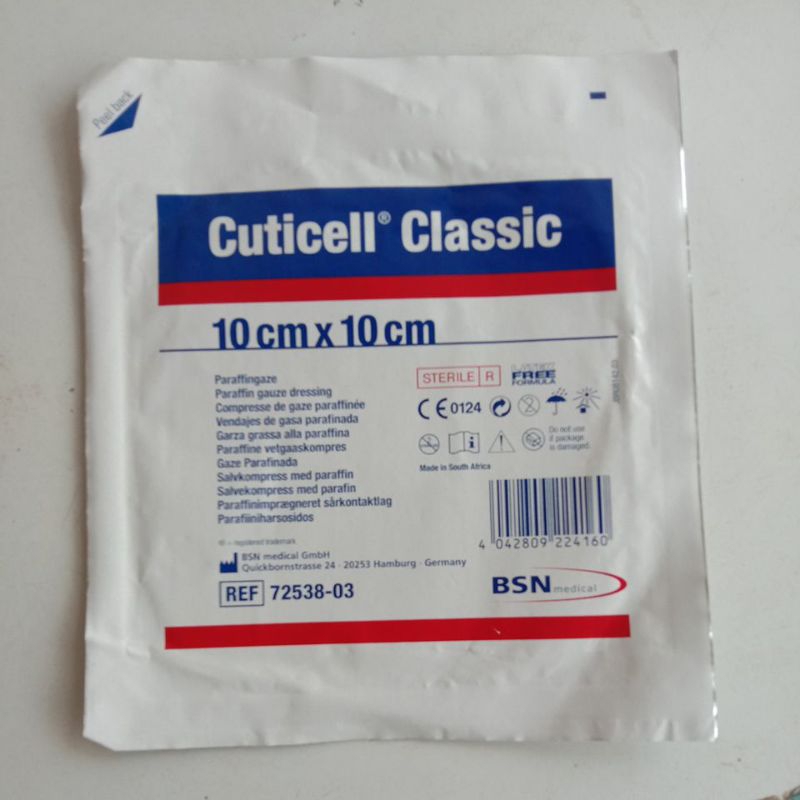 Peel back
Cuticell® Classic
10 cm x 10 cm
Paraffingaze
Paraffin gauze dressing
Compresse de gaze paraffinée
Vendajes de gasa parafinada
Garza grassa alla paraffina
Paraffine vetgaaskompres
Gaze Parafinada
Salvkompress med paraffin
Salvekompress med parafin
Paraffinimprægneret sårkontaktlag
Parafiiniharsosidos
® = registered trademark
BSN medical GmbH
Quickbornstrasse 24 · 20253 Hamburg · Germany
REF 72538-03
STERILE R
LATEX
FREE
FORMULA
CE 0124
Do not use
if package
is damaged.
Made in South Africa
4 042809 224160
BSN medical